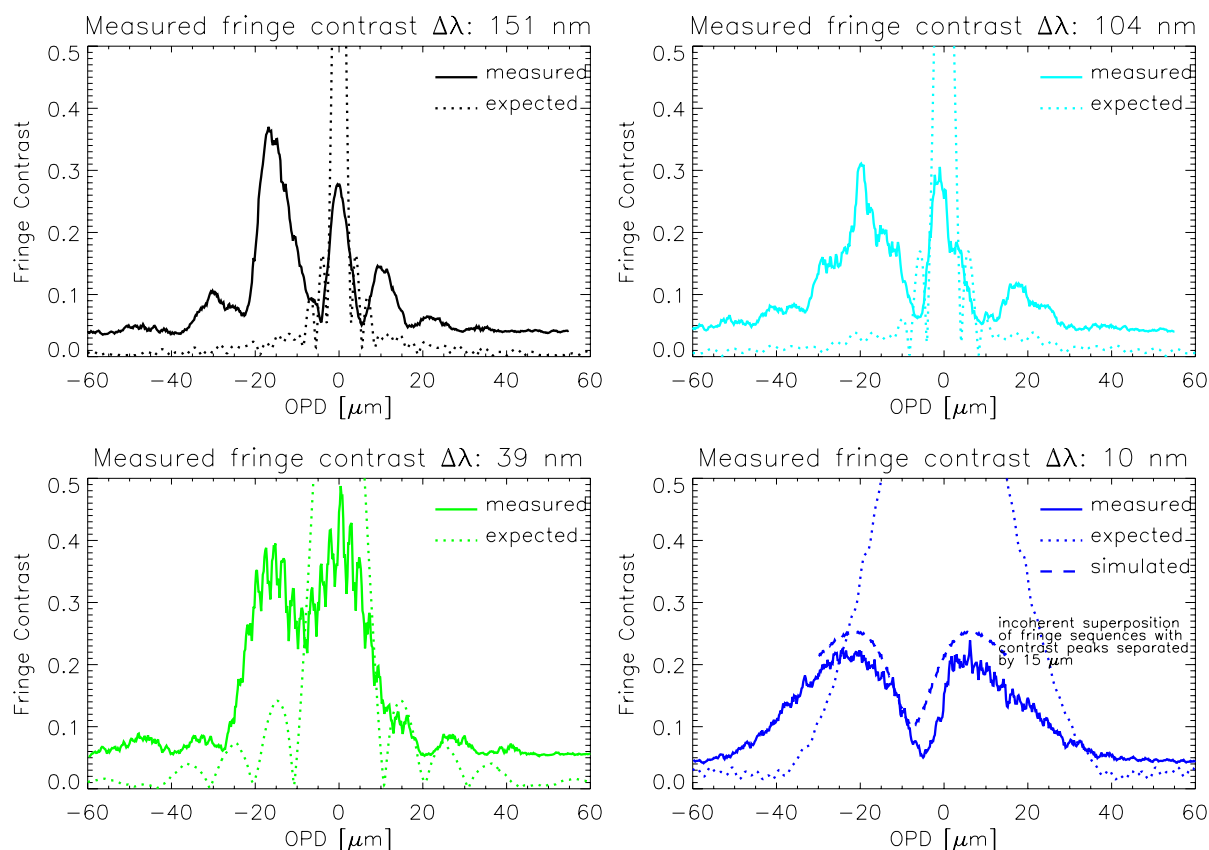 Measured fringe contrast Δλ: 151 nm
Fringe Contrast
0.5
0.4
0.3
0.2
0.1
0.0
measured
expected
−60 −40 −20 0 20 40 60
OPD [μm]
Measured fringe contrast Δλ: 104 nm
Fringe Contrast
0.5
0.4
0.3
0.2
0.1
0.0
measured
expected
−60 −40 −20 0 20 40 60
OPD [μm]
Measured fringe contrast Δλ: 39 nm
Fringe Contrast
0.5
0.4
0.3
0.2
0.1
0.0
measured
expected
−60 −40 −20 0 20 40 60
OPD [μm]
Measured fringe contrast Δλ: 10 nm
Fringe Contrast
0.5
0.4
0.3
0.2
0.1
0.0
measured
expected
simulated
incoherent superposition
of fringe sequences with
contrast peaks separated
by 15 μm
−60 −40 −20 0 20 40 60
OPD [μm]